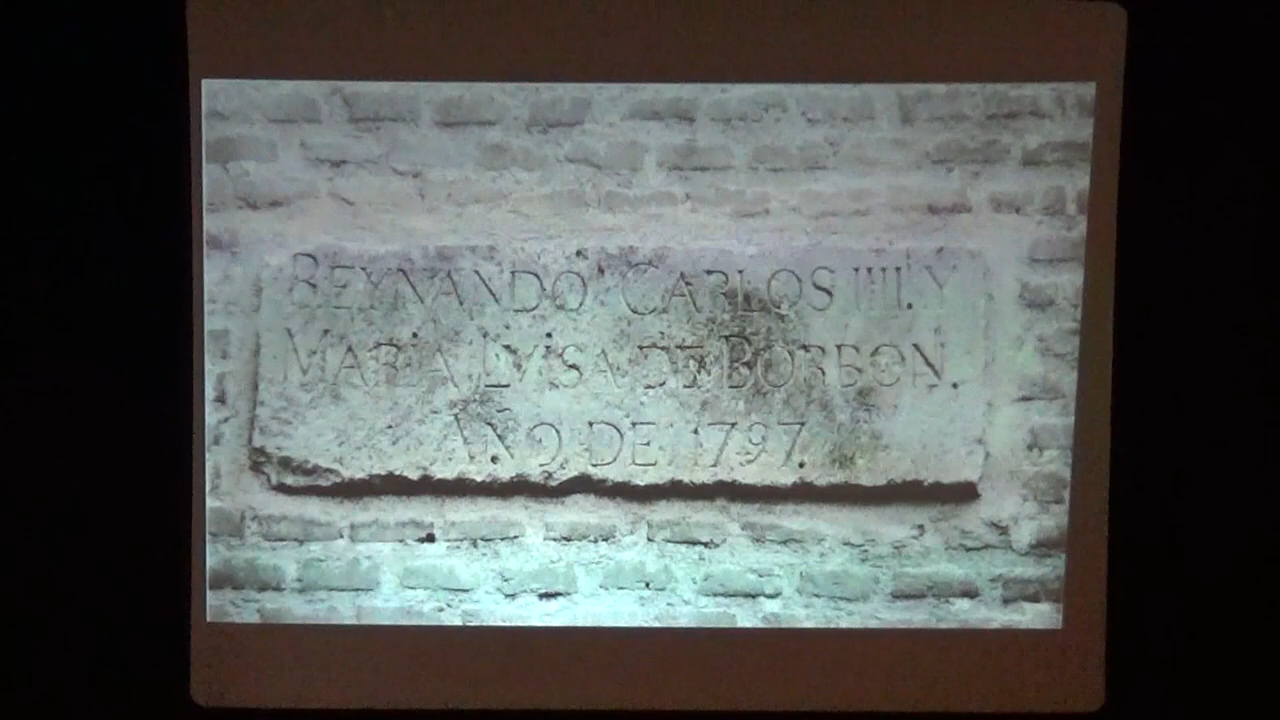 REYNANDO CARLOS IIII. Y
MARIA LVISA DE BORBON.
AÑO DE 1797.